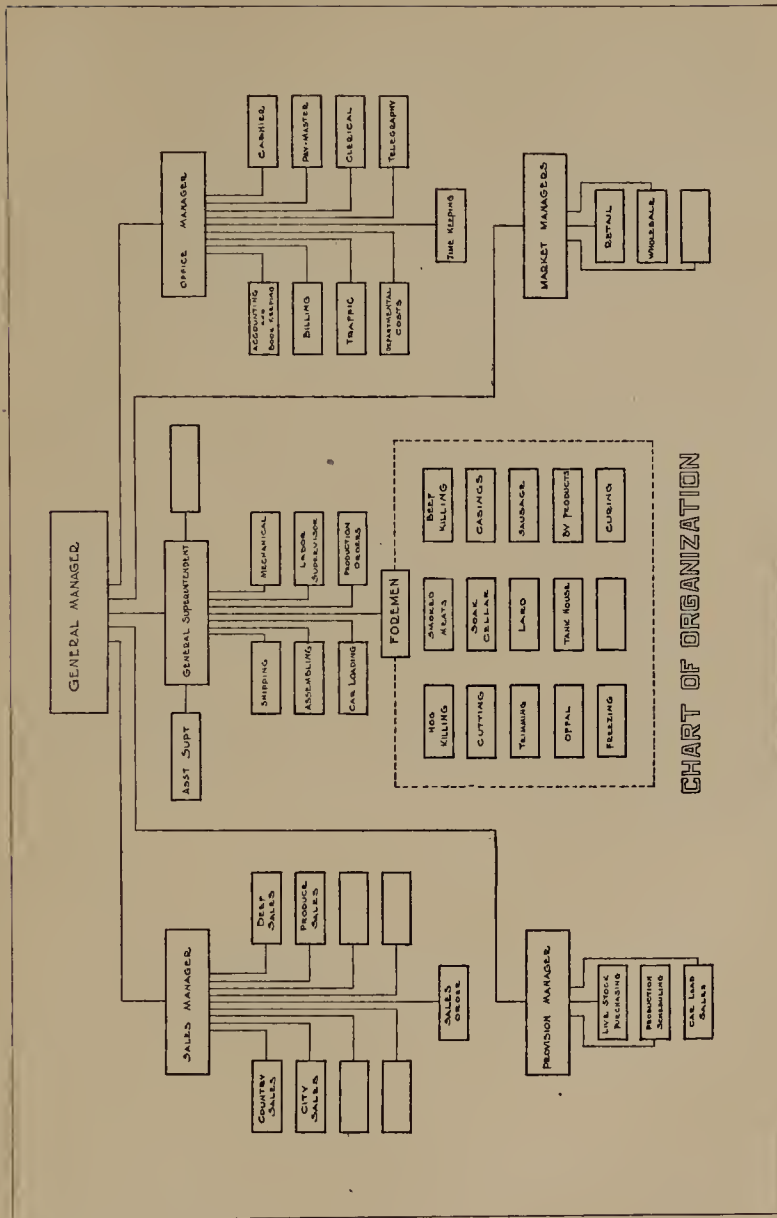 GENERAL MANAGER
SALES MANAGER
ASST SUPT
GENERAL SUPERINTENDENT
OFFICE MANAGER
COUNTRY
SALES
BEEF
SALES
CITY
SALES
PRODUCE
SALES
SALES
ORDER
SHIPPING
MECHANICAL
ASSEMBLING
LABOR
SUPERVISOR
CAR LOADING
PRODUCTION
ORDERS
ACCOUNTING
AND
BOOK KEEPING
CASHIER
BILLING
PAY-MASTER
TRAFFIC
CLERICAL
DEPARTMENTAL
COSTS
TELEGRAPHY
TIME KEEPING
FOREMEN
HOG
KILLING
SMOKED
MEATS
BEEF
KILLING
CUTTING
SOAK
CELLAR
CASINGS
TRIMMING
LARD
SAUSAGE
OFFAL
TANK HOUSE
BY PRODUCTS
FREEZING
CURING
PROVISION MANAGER
LIVE STOCK
PURCHASING
PRODUCTION
SCHEDULING
CAR LOAD
SALES
MARKET MANAGERS
RETAIL
WHOLESALE
CHART OF ORGANIZATION